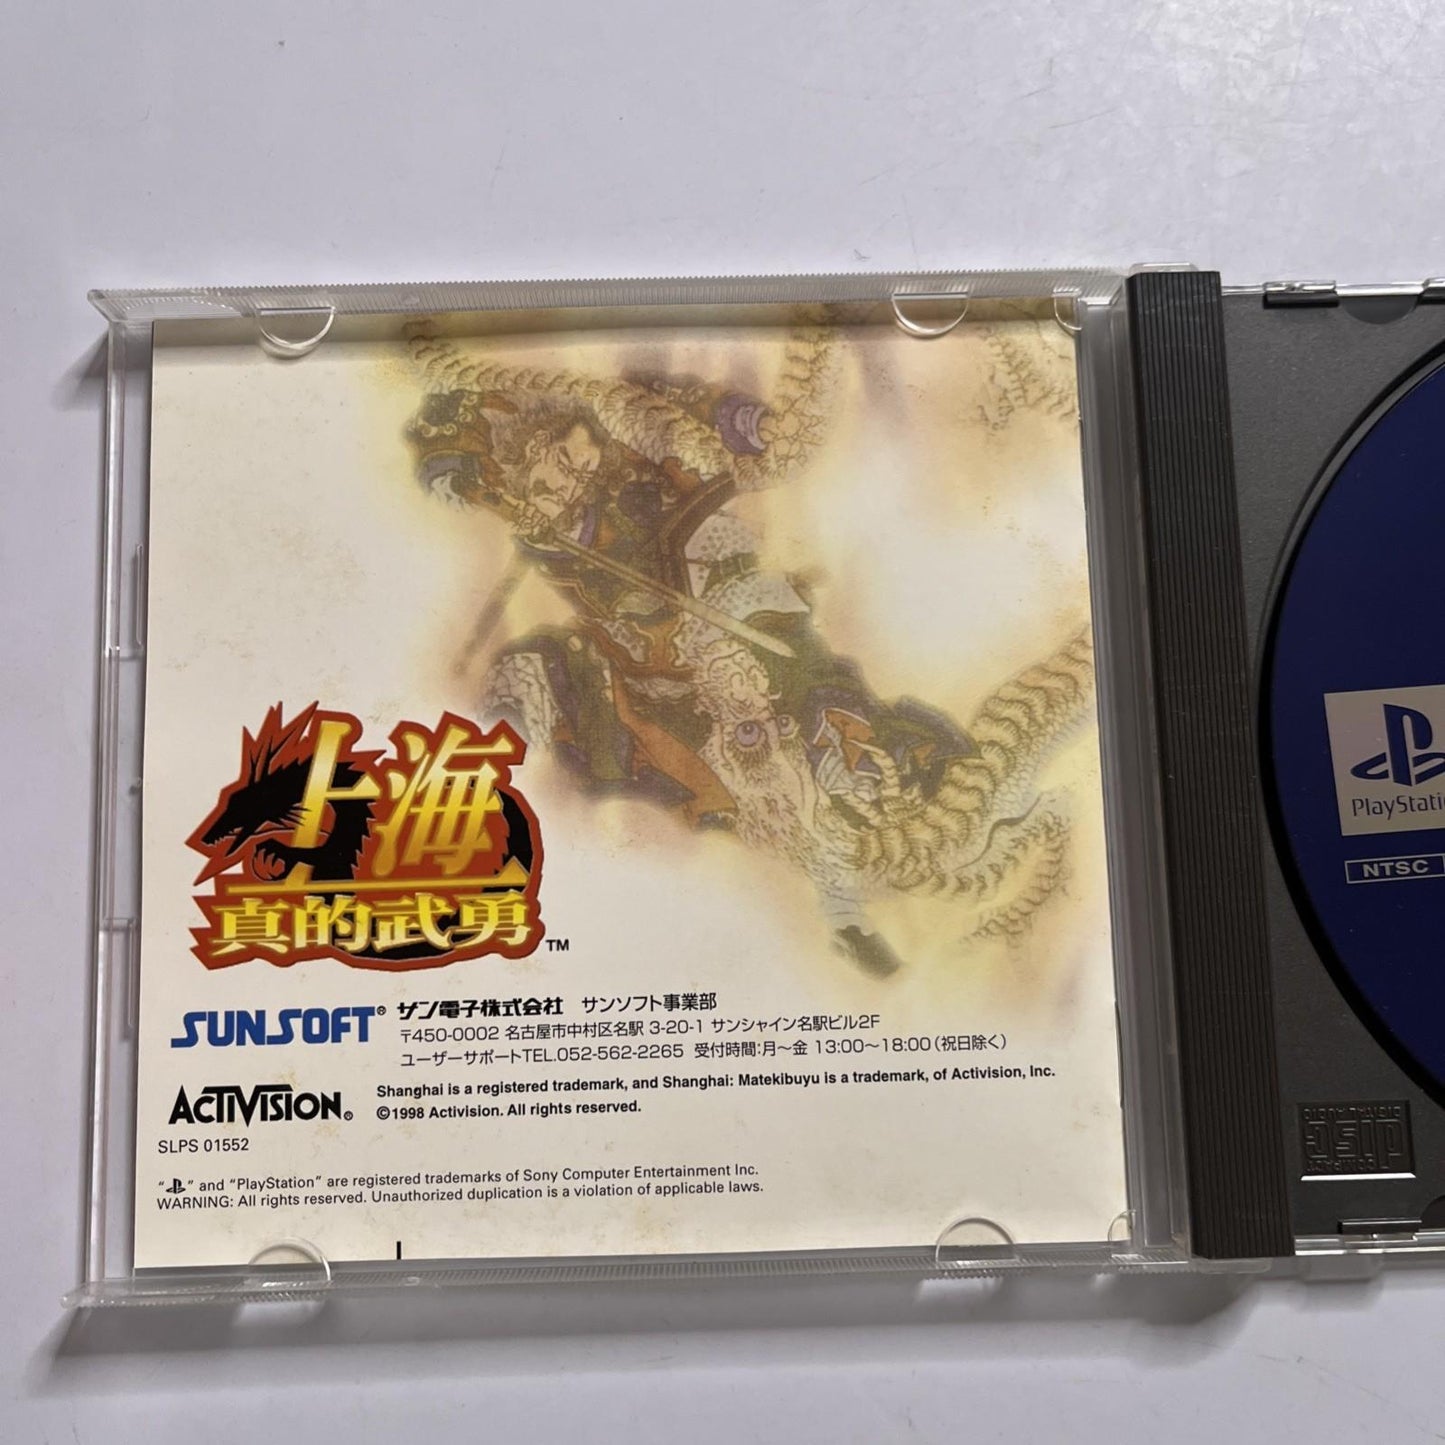 上海
真的武勇
TM
SUNSOFT® サン電子株式会社 サンソフト事業部
〒450-0002 名古屋市中村区名駅 3-20-1 サンシャイン名駅ビル2F
ユーザーサポートTEL.052-562-2265 受付時間:月〜金 13:00〜18:00(祝日除く)
ACTIVISION® Shanghai is a registered trademark, and Shanghai: Matekibuyu is a trademark, of Activision, Inc.
©1998 Activision. All rights reserved.
SLPS 01552
“ ” and “PlayStation” are registered trademarks of Sony Computer Entertainment Inc.
WARNING: All rights reserved. Unauthorized duplication is a violation of applicable laws.
PlayStatio
NTSC
COMPACT
disc
DIGITAL AUDIO